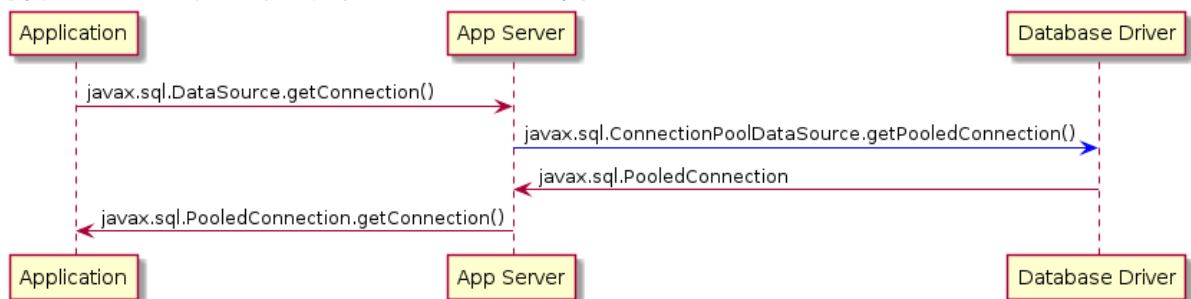 Application
App Server
Database Driver
javax.sql.DataSource.getConnection()
javax.sql.ConnectionPoolDataSource.getPooledConnection()
javax.sql.PooledConnection
javax.sql.PooledConnection.getConnection()
Application
App Server
Database Driver